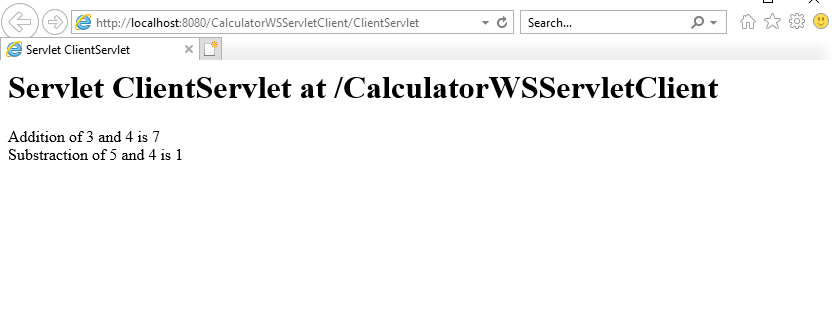 http://localhost:8080/CalculatorWSServletClient/ClientServlet
Search...
Servlet ClientServlet
Servlet ClientServlet at /CalculatorWSServletClient
Addition of 3 and 4 is 7
Substraction of 5 and 4 is 1